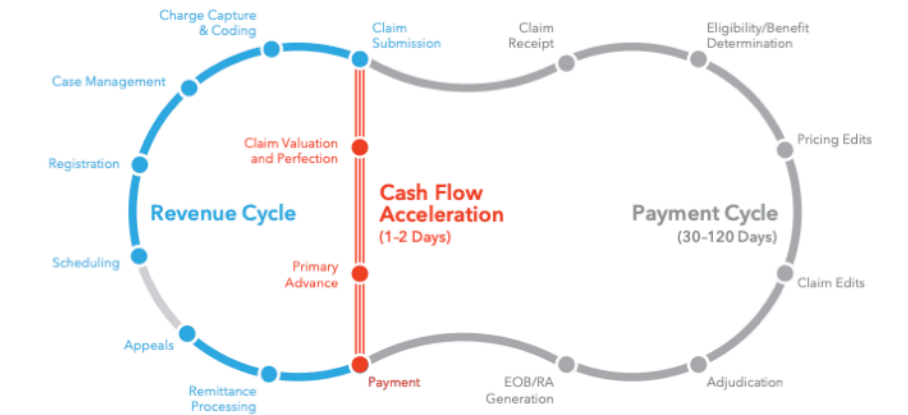 Charge Capture
& Coding
Claim
Submission
Claim
Receipt
Eligibility/Benefit
Determination
Case Management
Claim Valuation
and Perfection
Pricing Edits
Registration
Revenue Cycle
Cash Flow
Acceleration
(1-2 Days)
Payment Cycle
(30-120 Days)
Scheduling
Primary
Advance
Claim Edits
Appeals
Remittance
Processing
Payment
EOB/RA
Generation
Adjudication